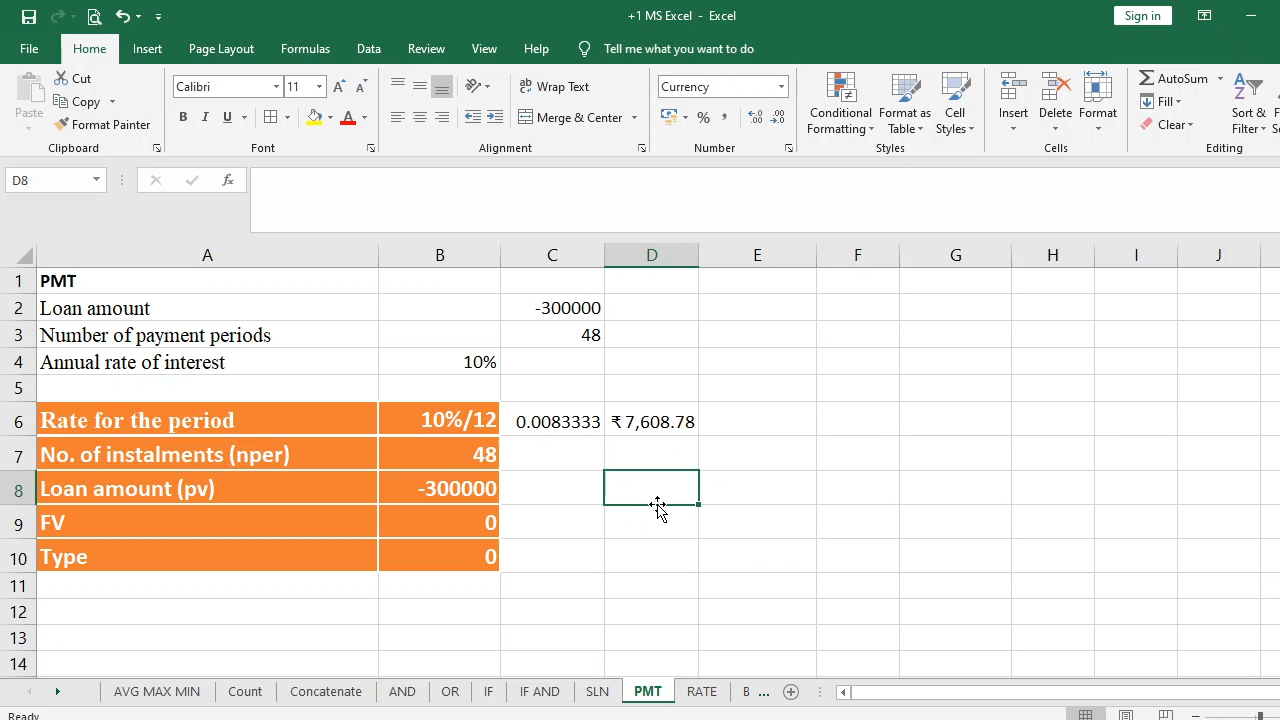 +1 MS Excel - Excel
Sign in
File Home Insert Page Layout Formulas Data Review View Help Tell me what you want to do
Paste
Cut
Copy
Format Painter
Clipboard
Calibri 11 A A
B I U A
Font
ab Wrap Text
Merge & Center
Alignment
Currency
% ,
Number
Conditional Formatting
Format as Table
Cell Styles
Styles
Insert Delete Format
Cells
AutoSum
Fill
Clear
Sort & Filter
Editing
D8 fx
A B C D E F G H I J
1 PMT
2 Loan amount -300000
3 Number of payment periods 48
4 Annual rate of interest 10%
5
6 Rate for the period 10%/12 0.0083333 ₹ 7,608.78
7 No. of instalments (nper) 48
8 Loan amount (pv) -300000
9 FV 0
10 Type 0
11
12
13
14
AVG MAX MIN Count Concatenate AND OR IF IF AND SLN PMT RATE B ...
Ready